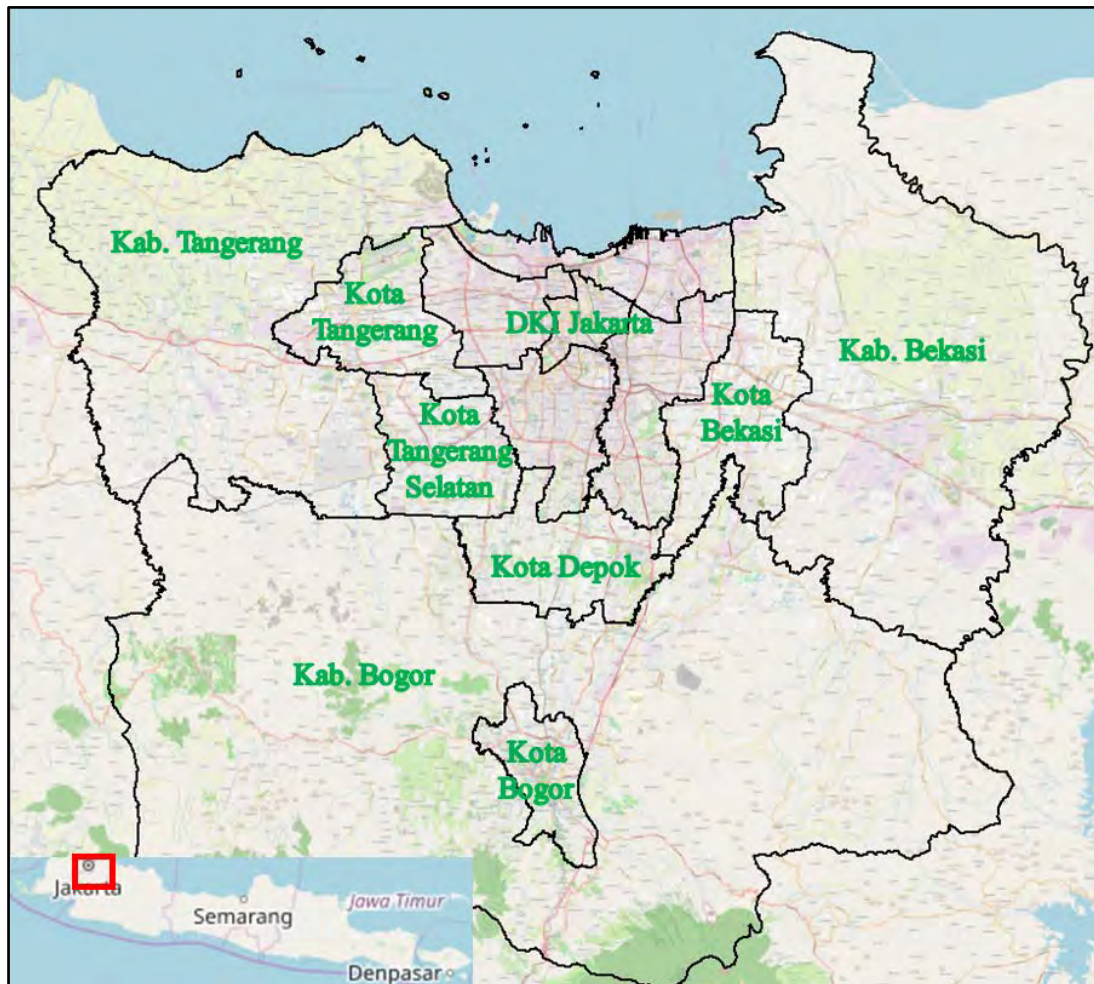 Kab. Tangerang
Kota
Tangerang
DKI Jakarta
Kab. Bekasi
Kota
Bekasi
Kota
Tangerang
Selatan
Kota Depok
Kab. Bogor
Kota
Bogor
Jakarta
Semarang
Jawa Timur
Denpasar